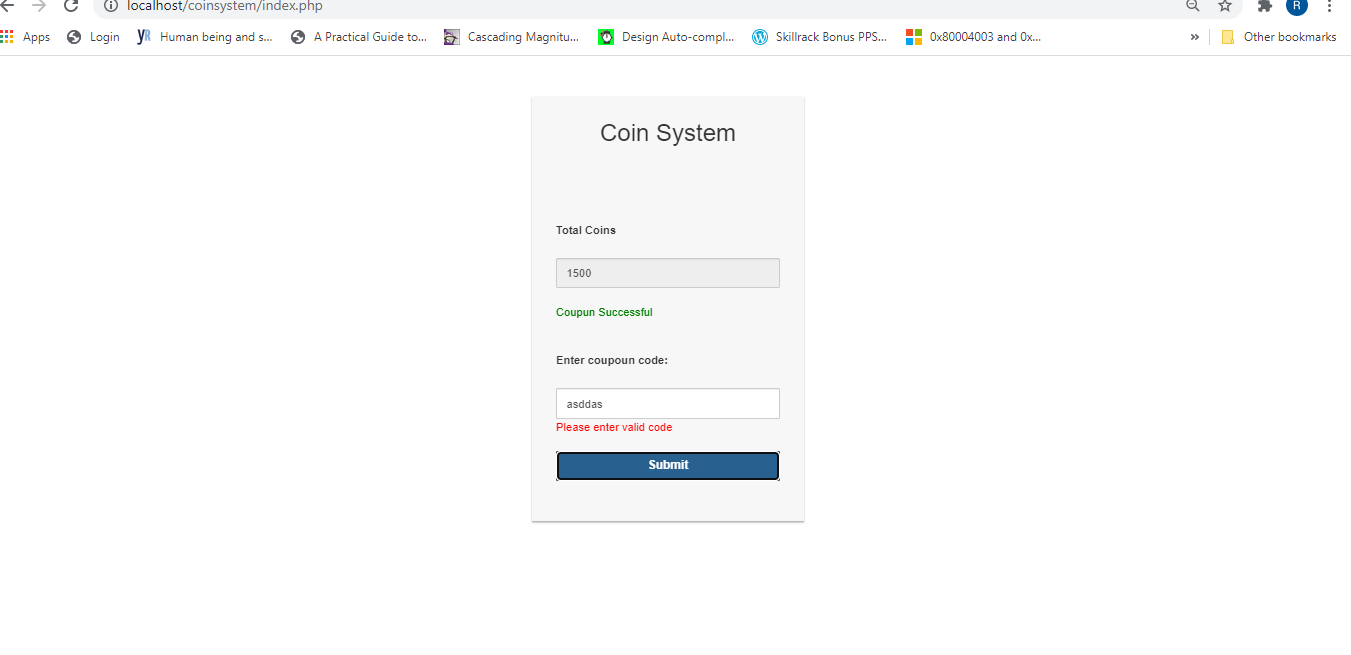 localhost/coinsystem/index.php
R
Apps Login yR Human being and s... A Practical Guide to... Cascading Magnitu... Design Auto-compl... Skillrack Bonus PPS... 0x80004003 and 0x... » Other bookmarks
Coin System
Total Coins
1500
Coupun Successful
Enter coupoun code:
asddas
Please enter valid code
Submit